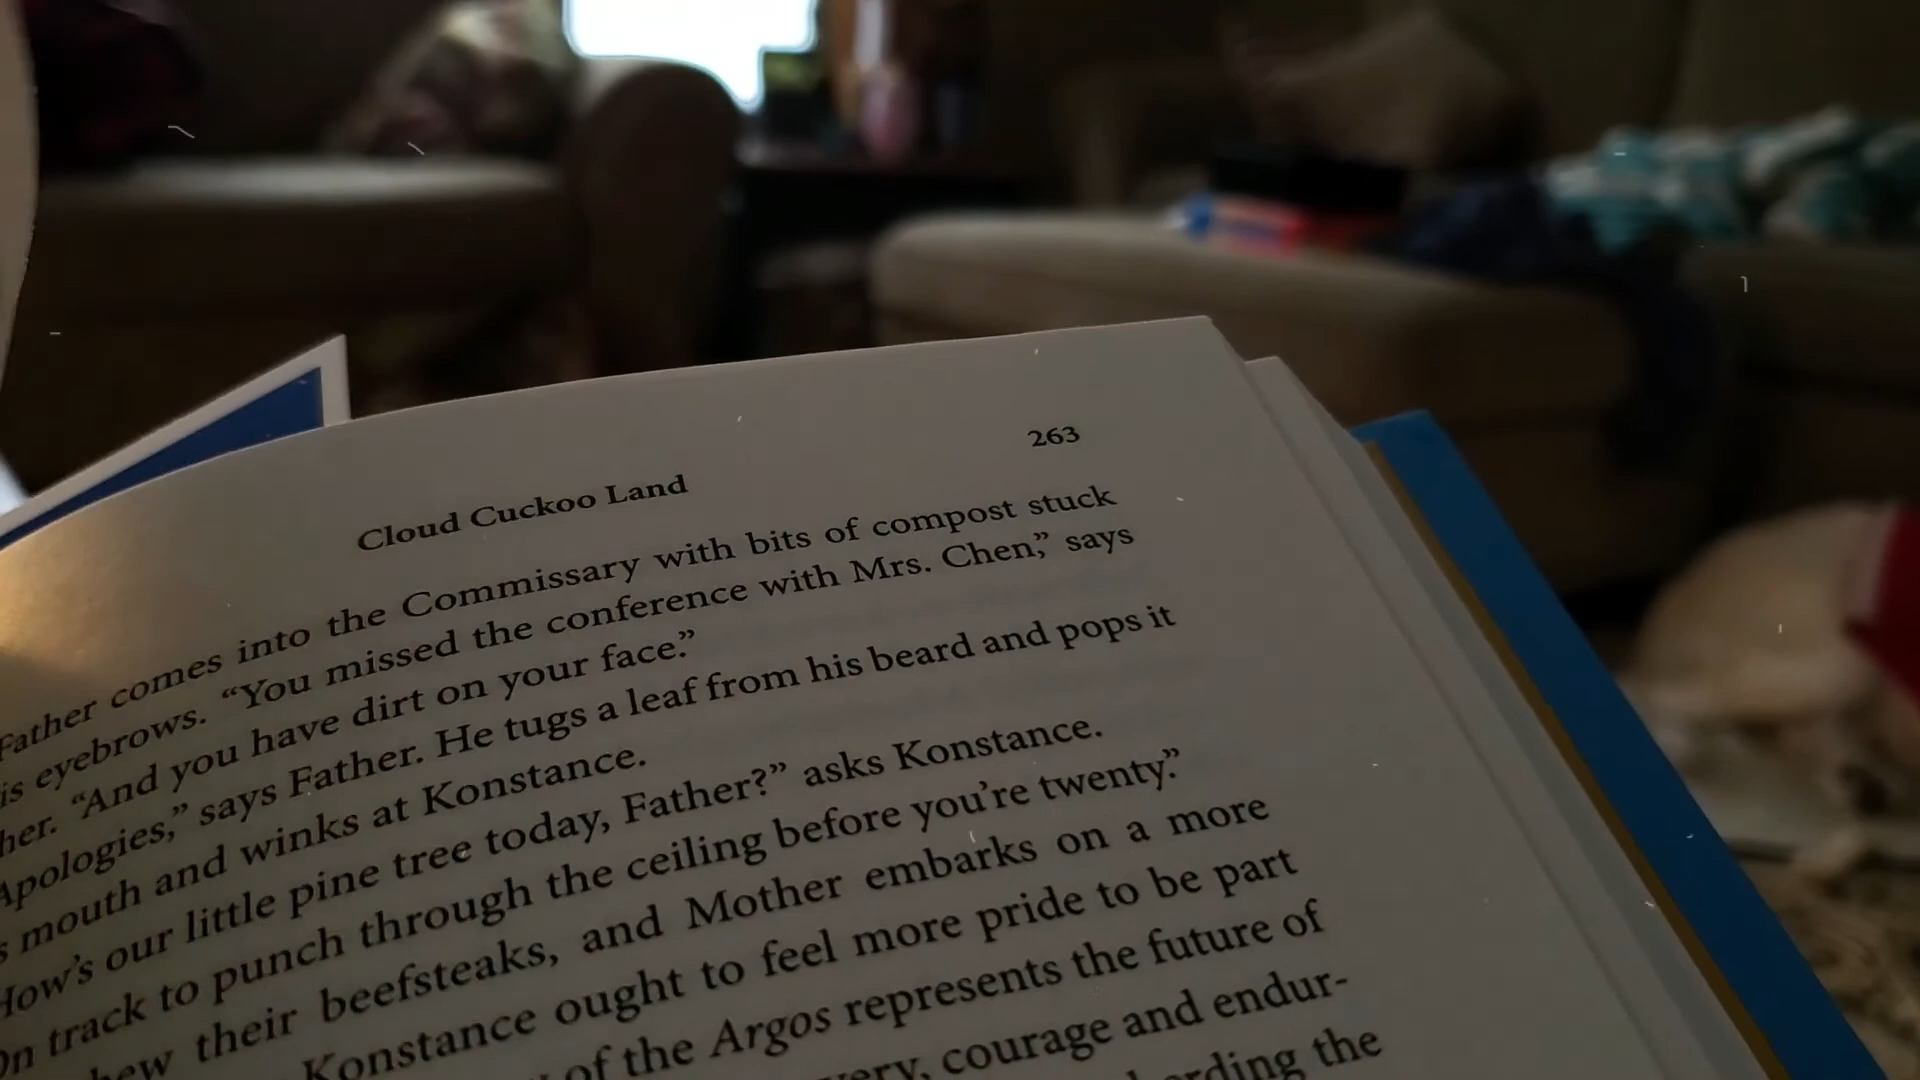 263
Cloud Cuckoo Land
Father comes into the Commissary with bits of compost stuck
is eyebrows. “You missed the conference with Mrs. Chen,” says
her. “And you have dirt on your face.”
Apologies,” says Father. He tugs a leaf from his beard and pops it
s mouth and winks at Konstance.
How’s our little pine tree today, Father?” asks Konstance.
On track to punch through the ceiling before you’re twenty.”
hew their beefsteaks, and Mother embarks on a more
Konstance ought to feel more pride to be part
of the Argos represents the future of
very, courage and endur-
the